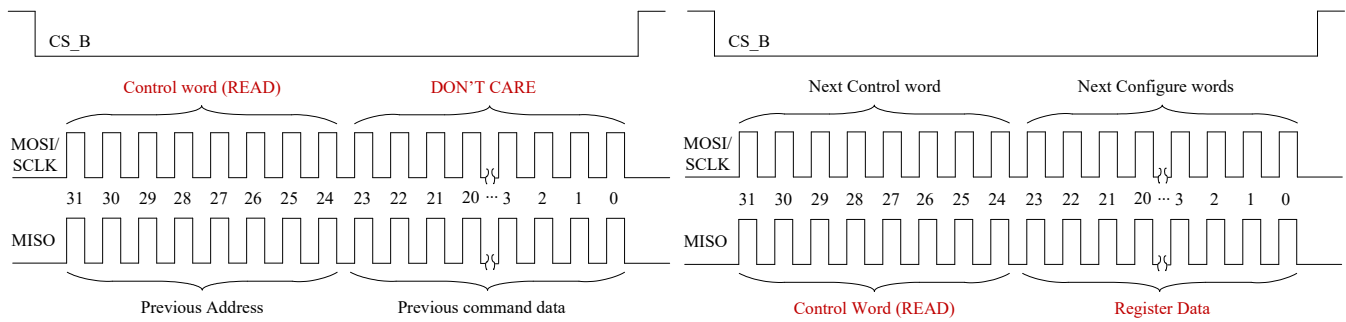 CS_B
Control word (READ)
DON'T CARE
MOSI/
SCLK
31 30 29 28 27 26 25 24 23 22 21 20 ··· 3 2 1 0
MISO
Previous Address
Previous command data
CS_B
Next Control word
Next Configure words
MOSI/
SCLK
31 30 29 28 27 26 25 24 23 22 21 20 ··· 3 2 1 0
MISO
Control Word (READ)
Register Data